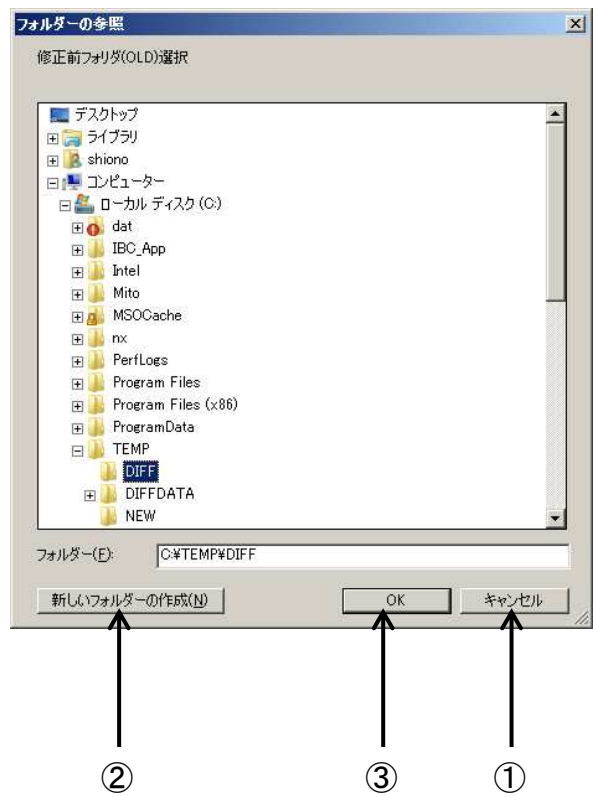 フォルダーの参照
修正前フォリダ(OLD)選択
デスクトップ
ライブラリ
shiono
コンピューター
ローカル ディスク (C:)
dat
IBC_App
Intel
Mito
MSOCache
nx
PerfLogs
Program Files
Program Files (x86)
ProgramData
TEMP
DIFF
DIFFDATA
NEW
フォルダー(F): C:¥TEMP¥DIFF
新しいフォルダーの作成(N) OK キャンセル
② ③ ①